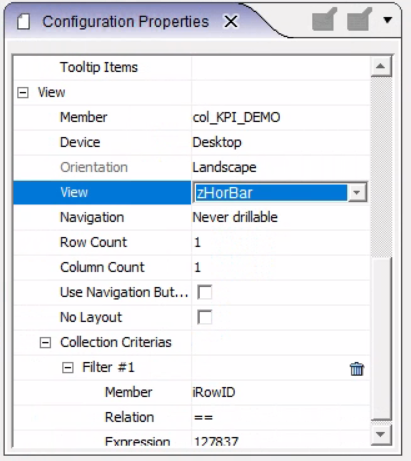 Configuration Properties
Tooltip Items
View
Member col_KPI_DEMO
Device Desktop
Orientation Landscape
View zHorBar
Navigation Never drillable
Row Count 1
Column Count 1
Use Navigation But...
No Layout
Collection Criterias
Filter #1
Member iRowID
Relation ==
Expression 127837